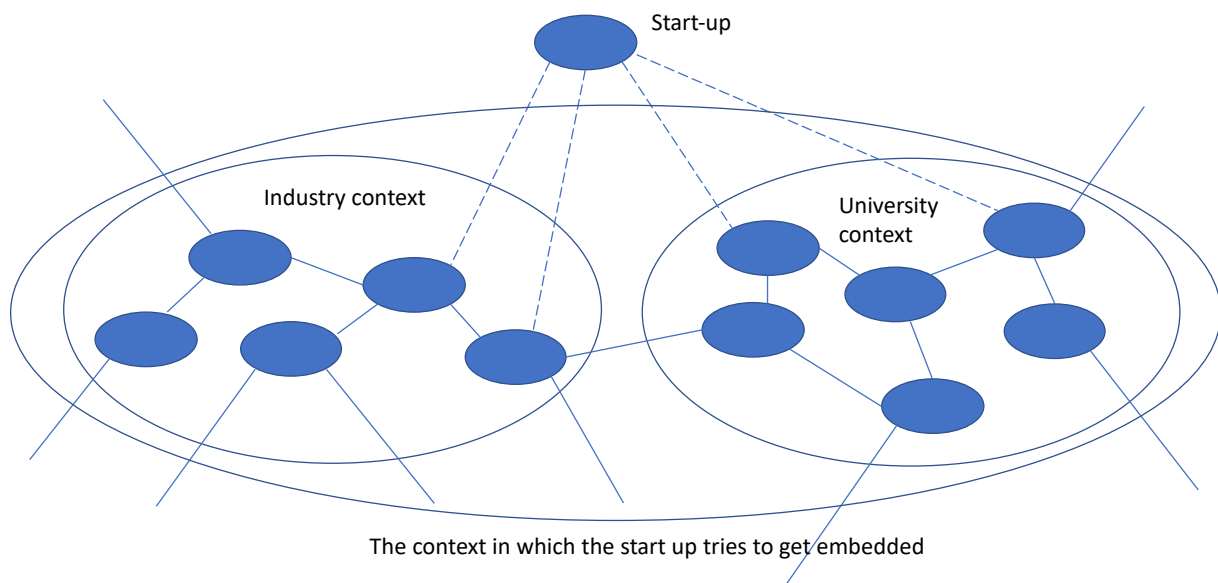 Start-up
Industry context
University
context
The context in which the start up tries to get embedded